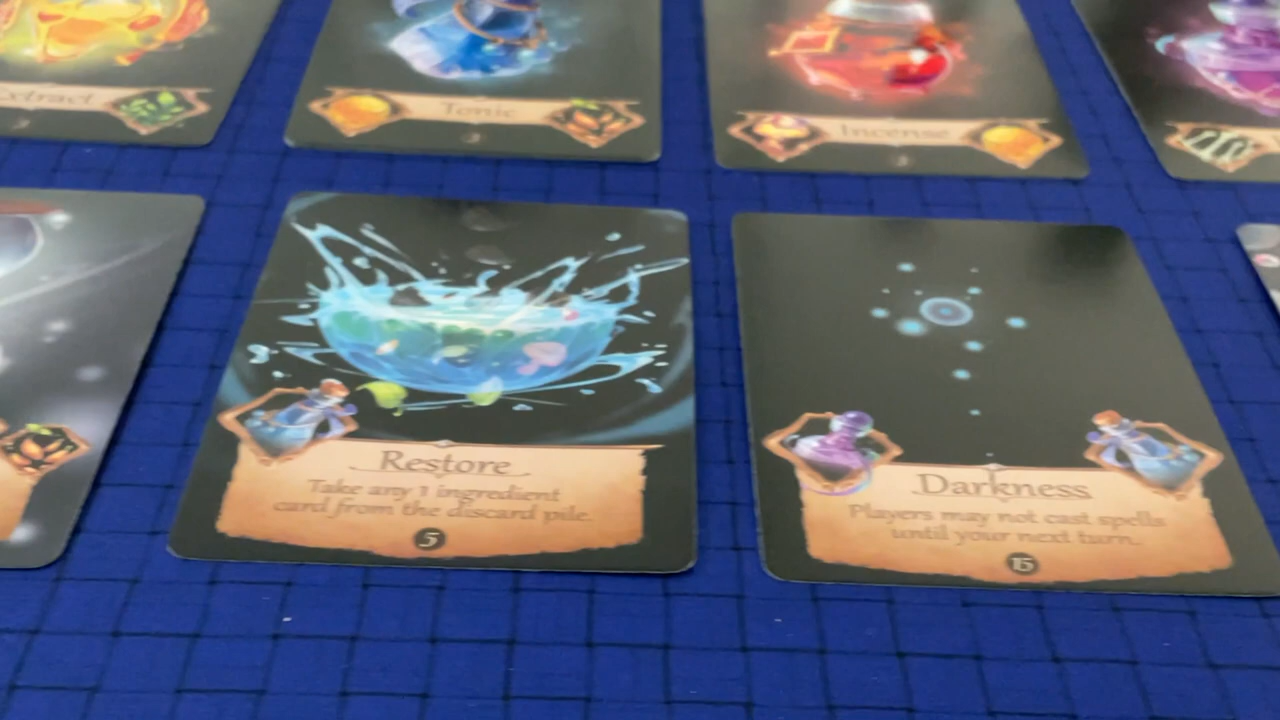 Extract
Tonic
Incense
3
Restore
Take any 1 ingredient
card from the discard pile.
5
Darkness
Players may not cast spells
until your next turn.
15